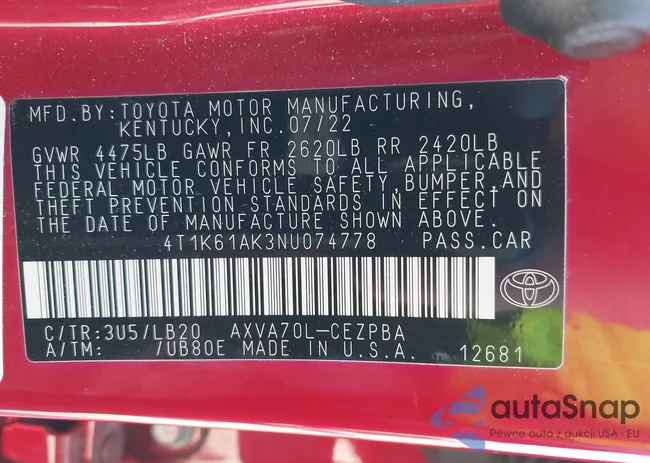 MFD.BY:TOYOTA MOTOR MANUFACTURING,
KENTUCKY,INC.07/22
GVWR 4475LB GAWR FR 2620LB RR 2420LB
THIS VEHICLE CONFORMS TO ALL APPLICABLE
FEDERAL MOTOR VEHICLE SAFETY,BUMPER,AND
THEFT PREVENTION STANDARDS IN EFFECT ON
THE DATE OF MANUFACTURE SHOWN ABOVE.
4T1K61AK3NU074778 PASS.CAR
C/TR:3U5/LB20 AXVA70L-CEZPBA
A/TM: /UB80E MADE IN U.S.A. 12681
autaSnap
Pewne auta z aukcji USA · EU